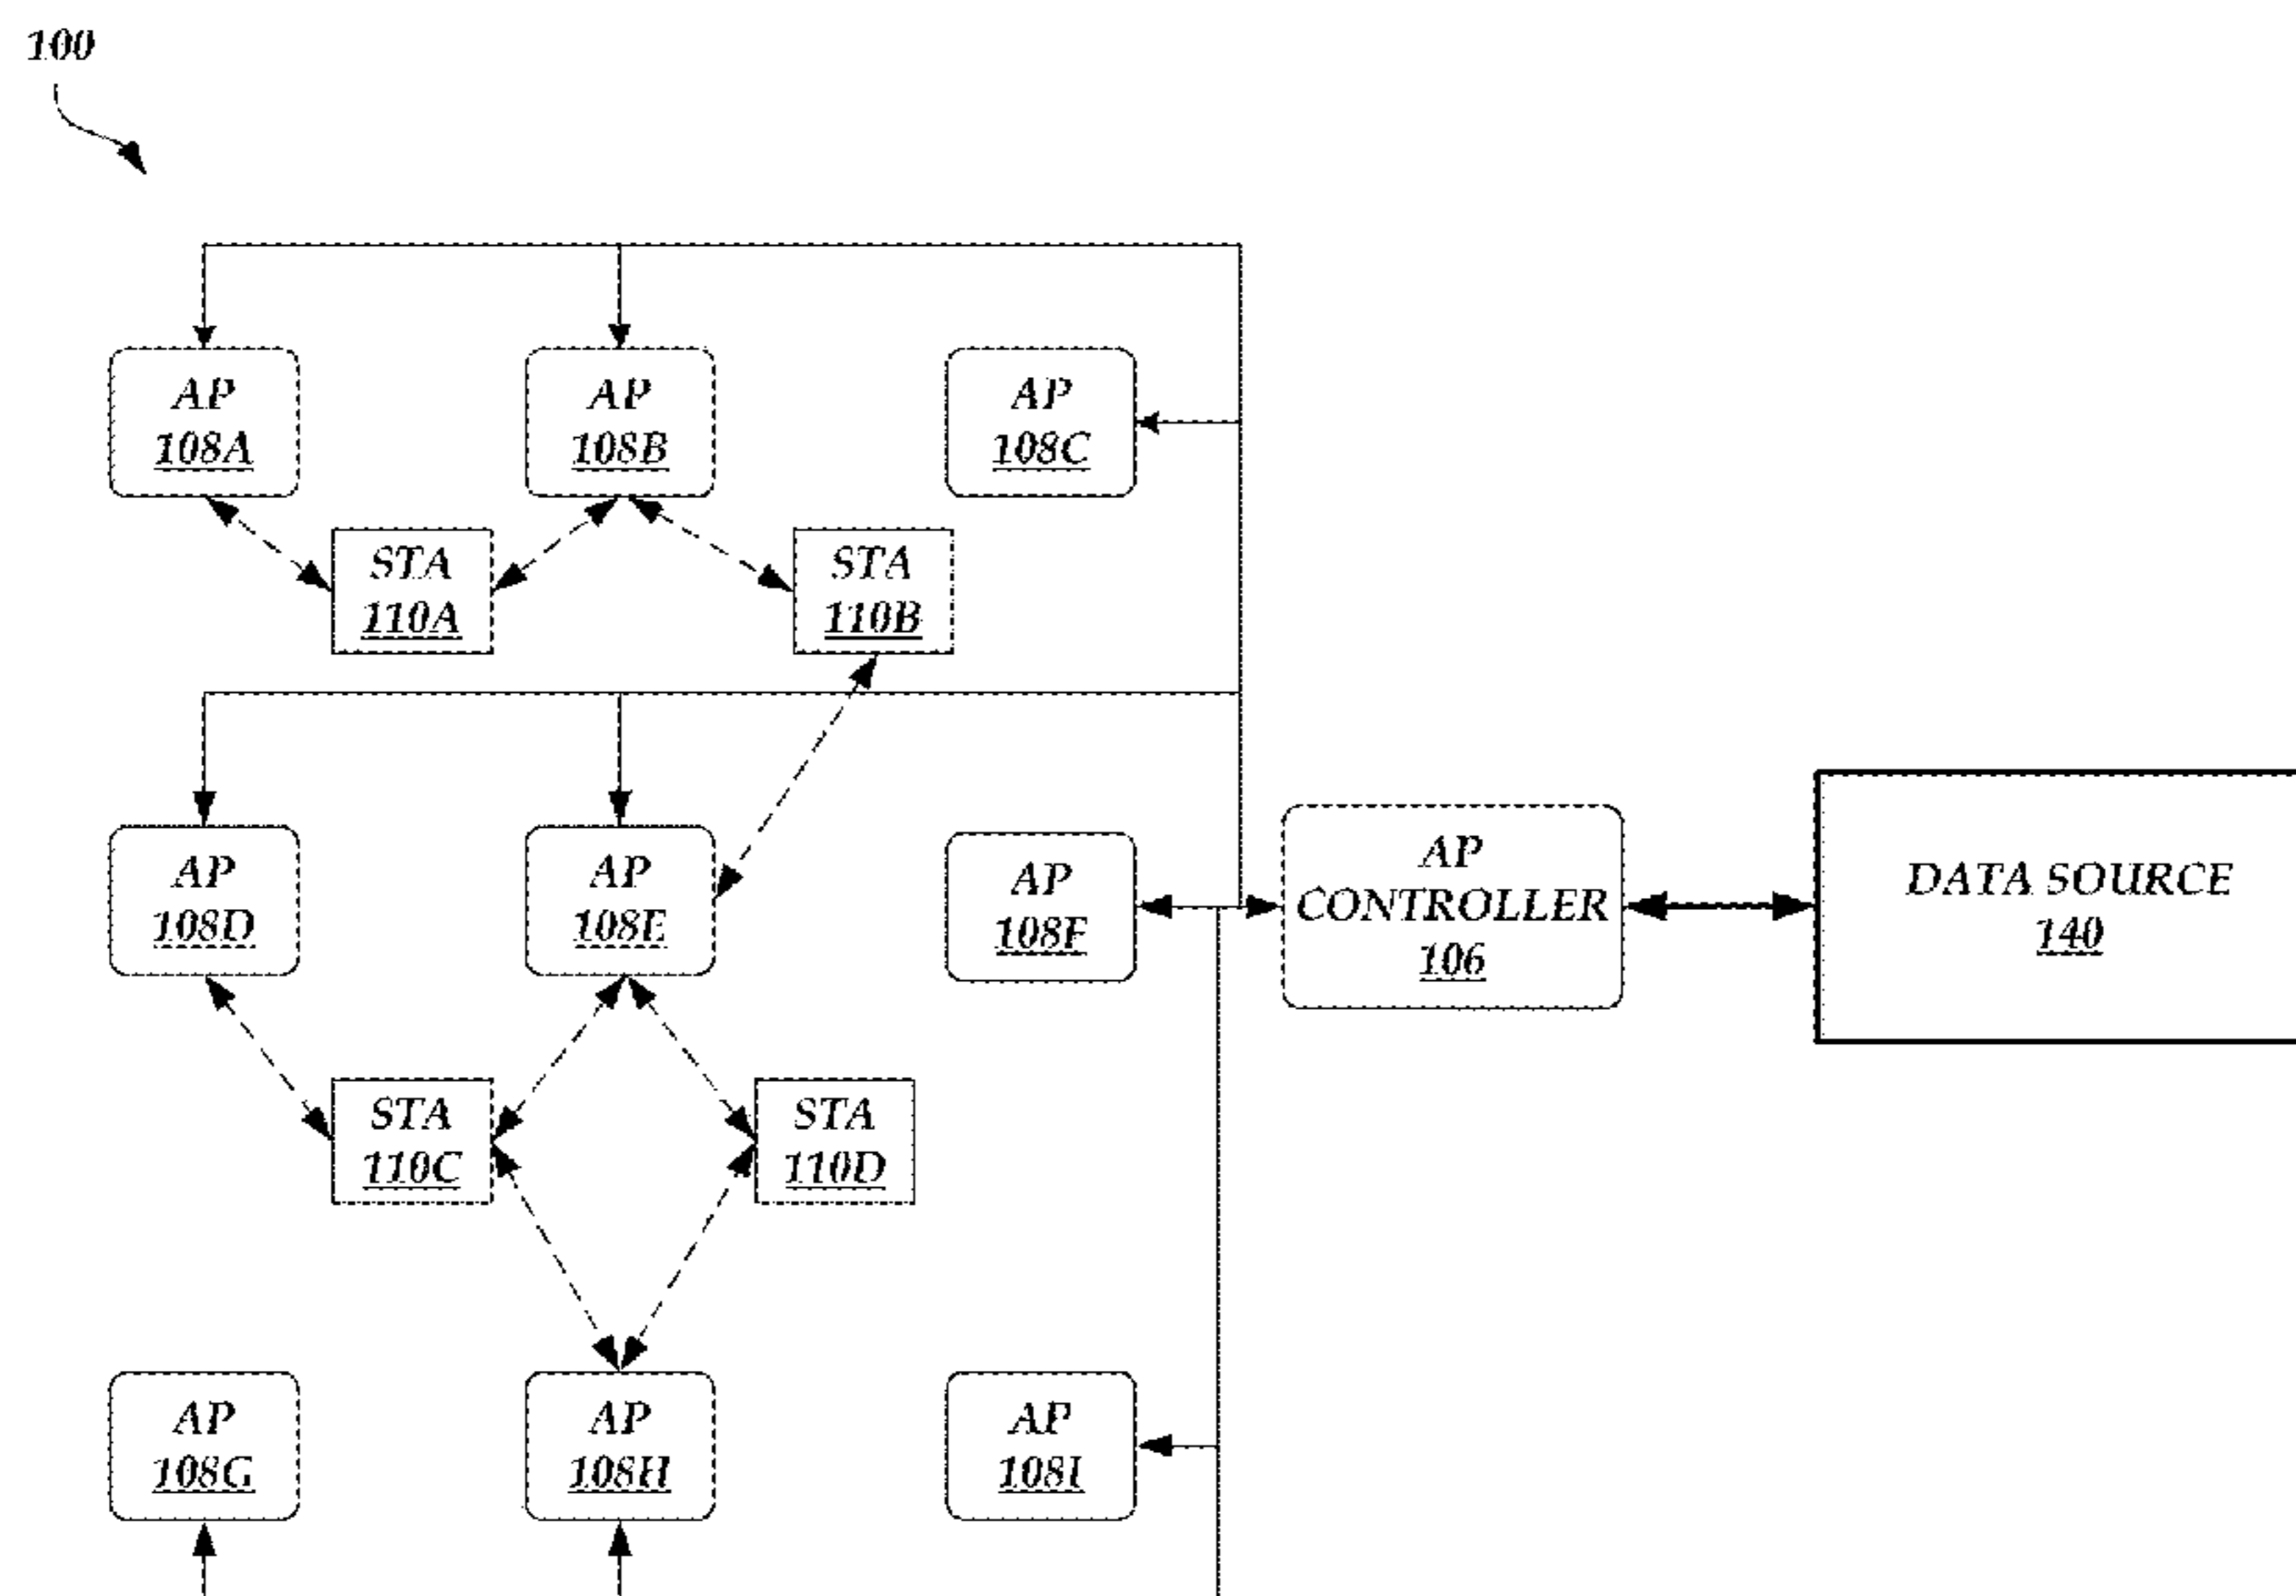 100
AP
108A
AP
108B
AP
108C
STA
110A
STA
110B
AP
108D
AP
108E
AP
108F
AP
CONTROLLER
106
DATA SOURCE
140
STA
110C
STA
110D
AP
108G
AP
108H
AP
108I